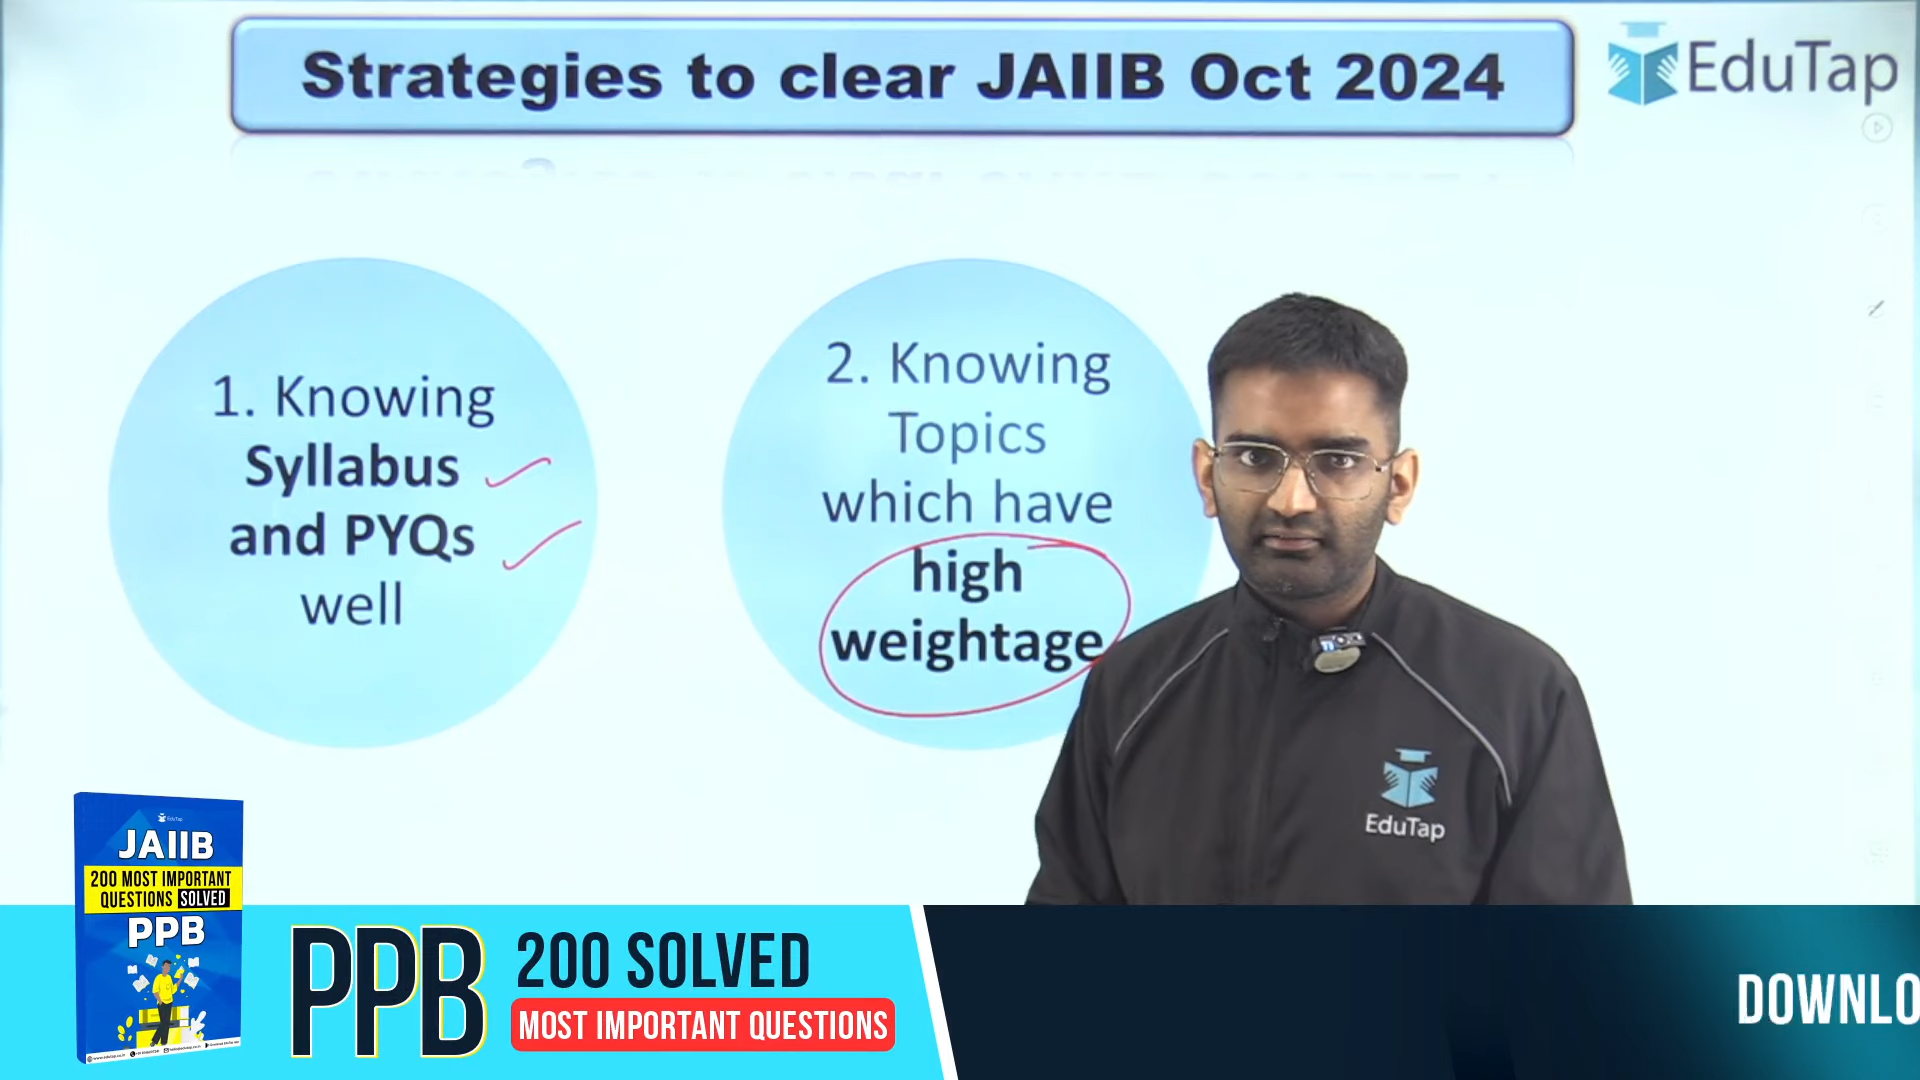 Strategies to clear JAIIB Oct 2024
EduTap
1. Knowing
Syllabus
and PYQs
well
2. Knowing
Topics
which have
high
weightage
EduTap
EduTap
JAIIB
200 MOST IMPORTANT
QUESTIONS SOLVED
PPB
PPB
200 SOLVED
MOST IMPORTANT QUESTIONS
DOWNLO